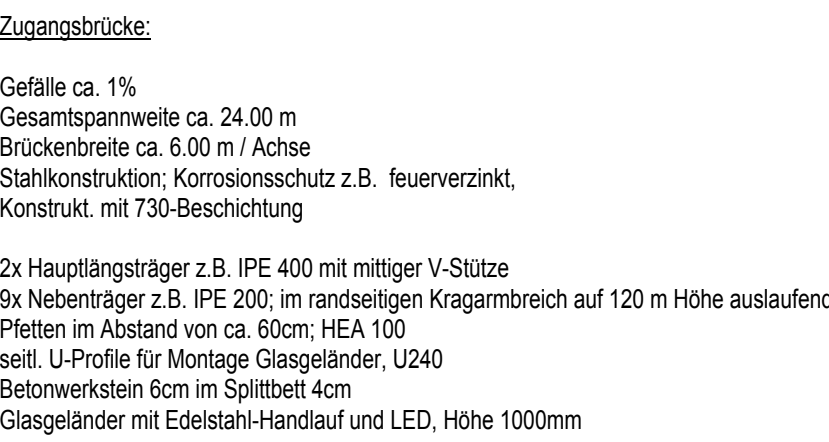 Zugangsbrücke:
Gefälle ca. 1%
Gesamtspannweite ca. 24.00 m
Brückenbreite ca. 6.00 m / Achse
Stahlkonstruktion; Korrosionsschutz z.B. feuerverzinkt,
Konstrukt. mit 730-Beschichtung
2x Hauptlängsträger z.B. IPE 400 mit mittiger V-Stütze
9x Nebenträger z.B. IPE 200; im randseitigen Kragarmbreich auf 120 m Höhe auslaufend
Pfetten im Abstand von ca. 60cm; HEA 100
seitl. U-Profile für Montage Glasgeländer, U240
Betonwerkstein 6cm im Splittbett 4cm
Glasgeländer mit Edelstahl-Handlauf und LED, Höhe 1000mm